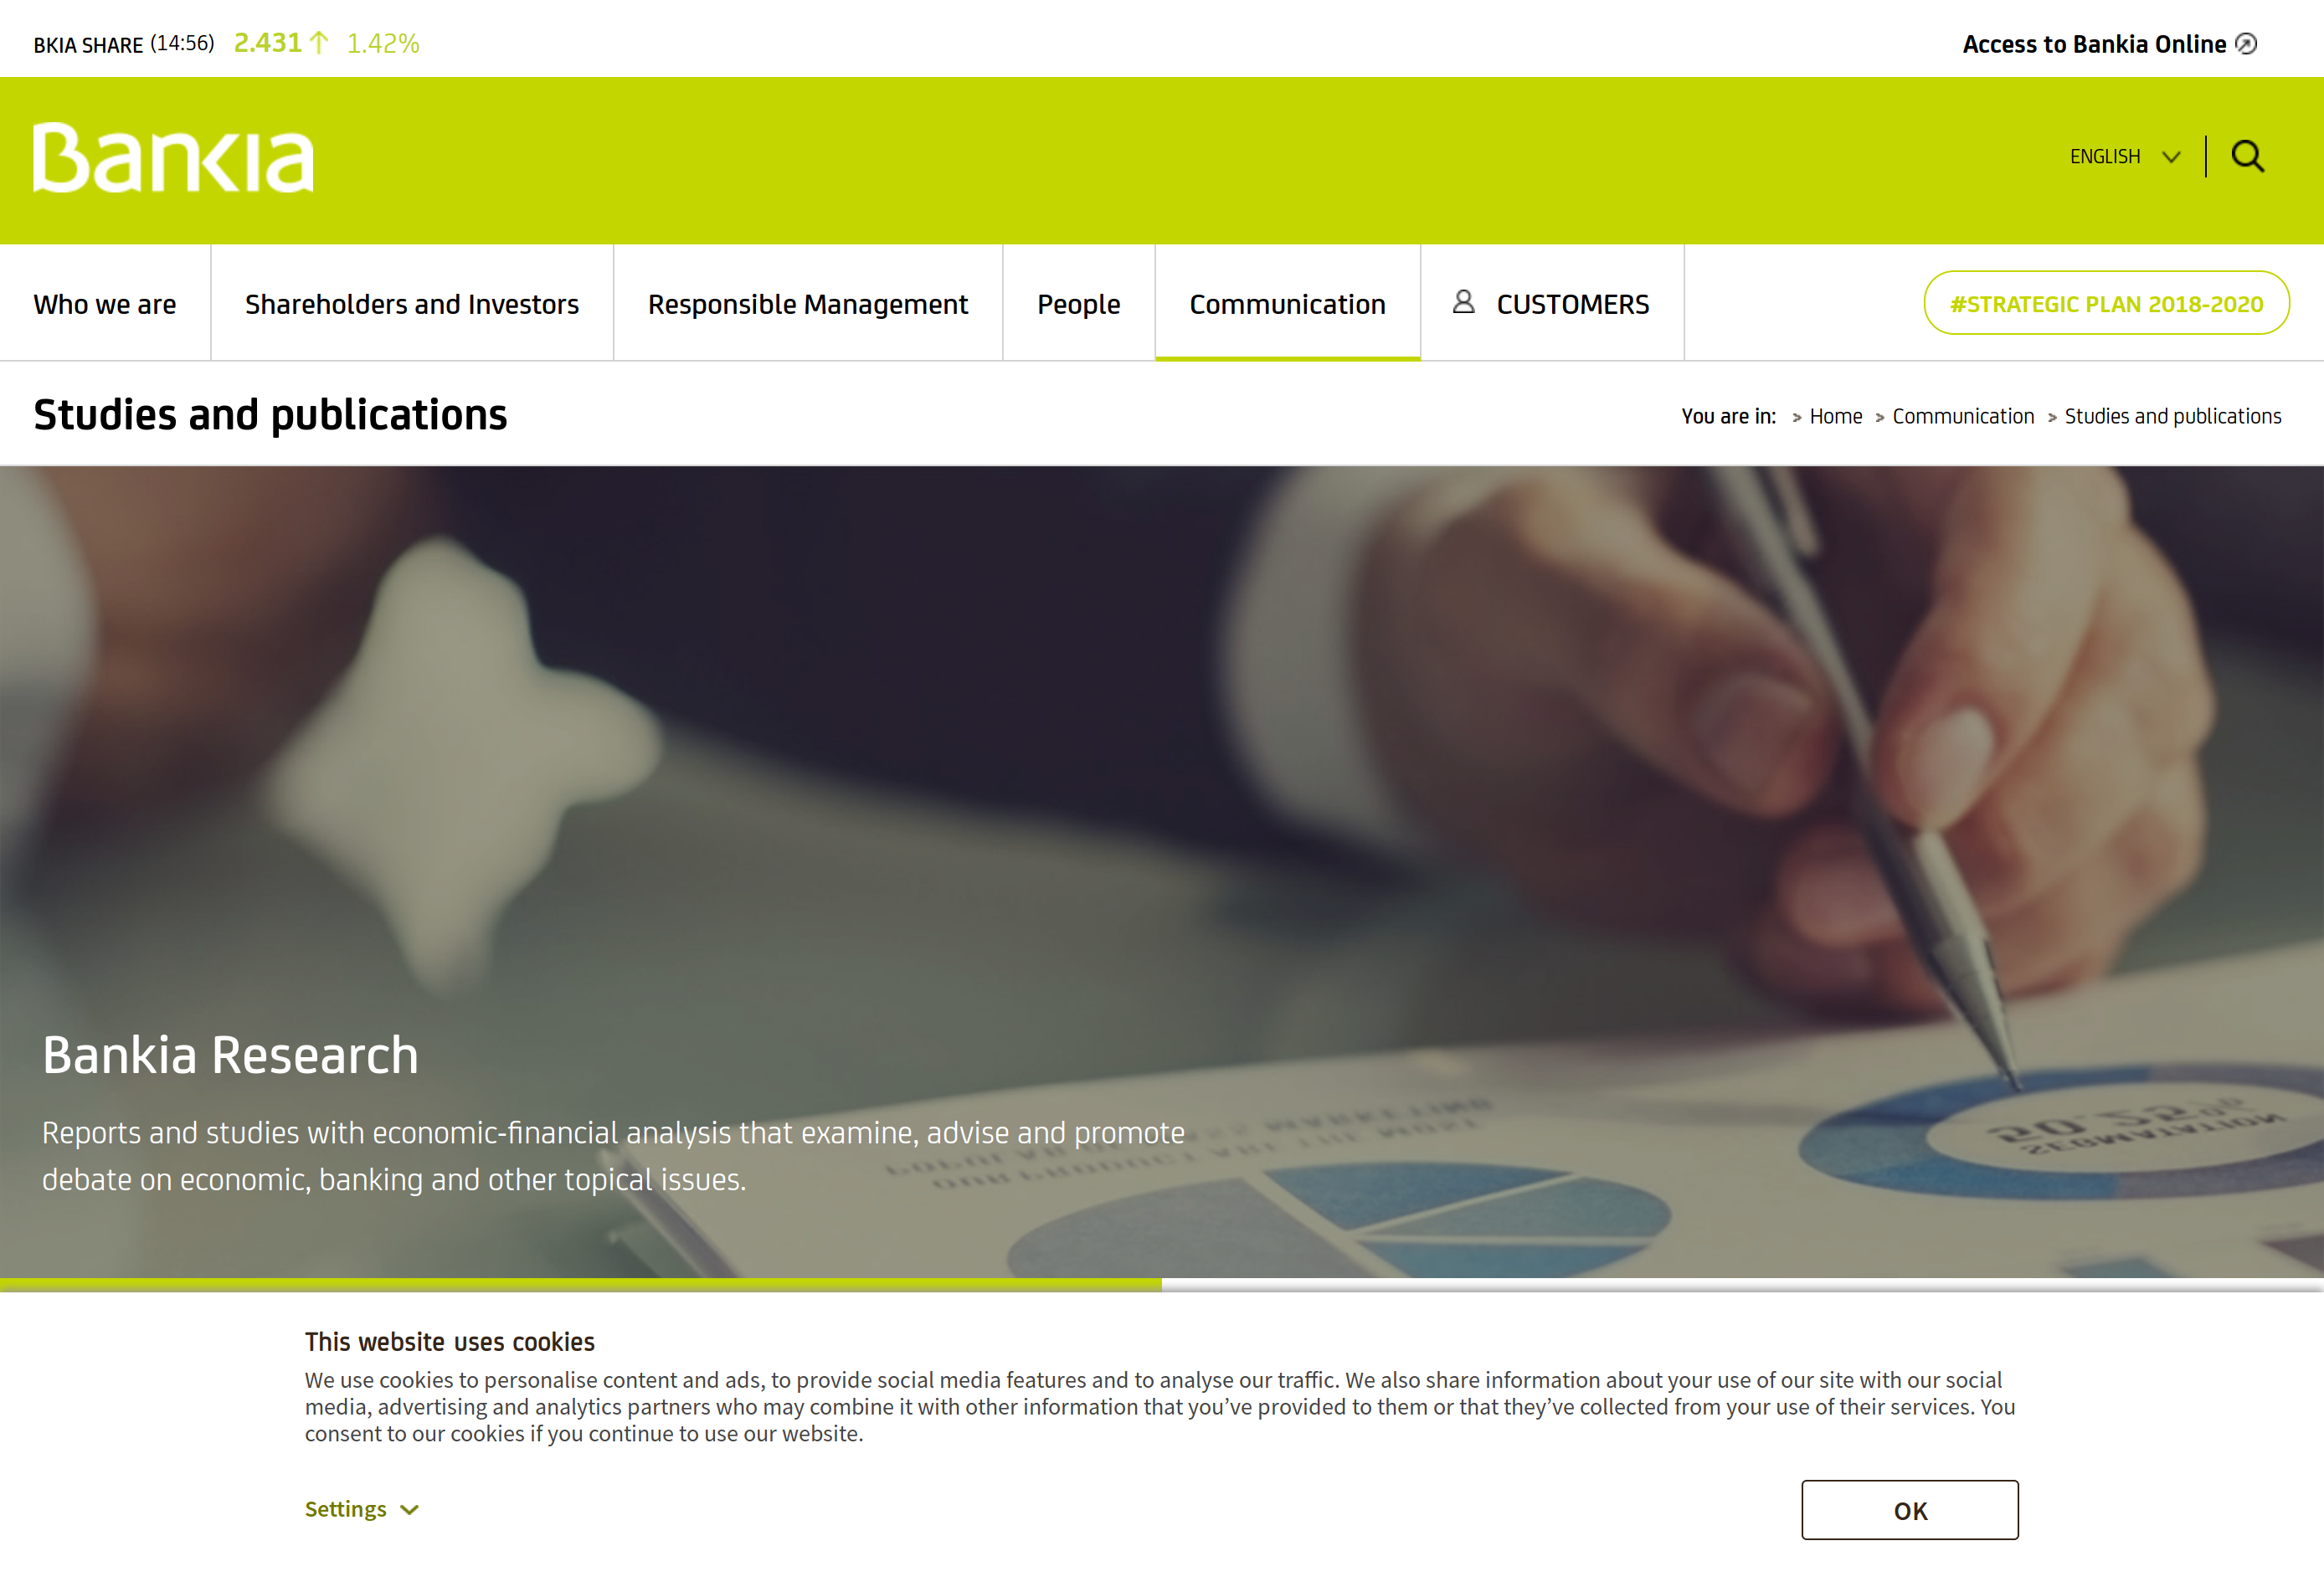 BKIA SHARE (14:56) 2.431 1.42%
Access to Bankia Online
Bankia
ENGLISH
Who we are
Shareholders and Investors
Responsible Management
People
Communication
CUSTOMERS
#STRATEGIC PLAN 2018-2020
Studies and publications
You are in: > Home > Communication > Studies and publications
Bankia Research
Reports and studies with economic-financial analysis that examine, advise and promote
debate on economic, banking and other topical issues.
This website uses cookies
We use cookies to personalise content and ads, to provide social media features and to analyse our traffic. We also share information about your use of our site with our social
media, advertising and analytics partners who may combine it with other information that you’ve provided to them or that they’ve collected from your use of their services. You
consent to our cookies if you continue to use our website.
Settings
OK